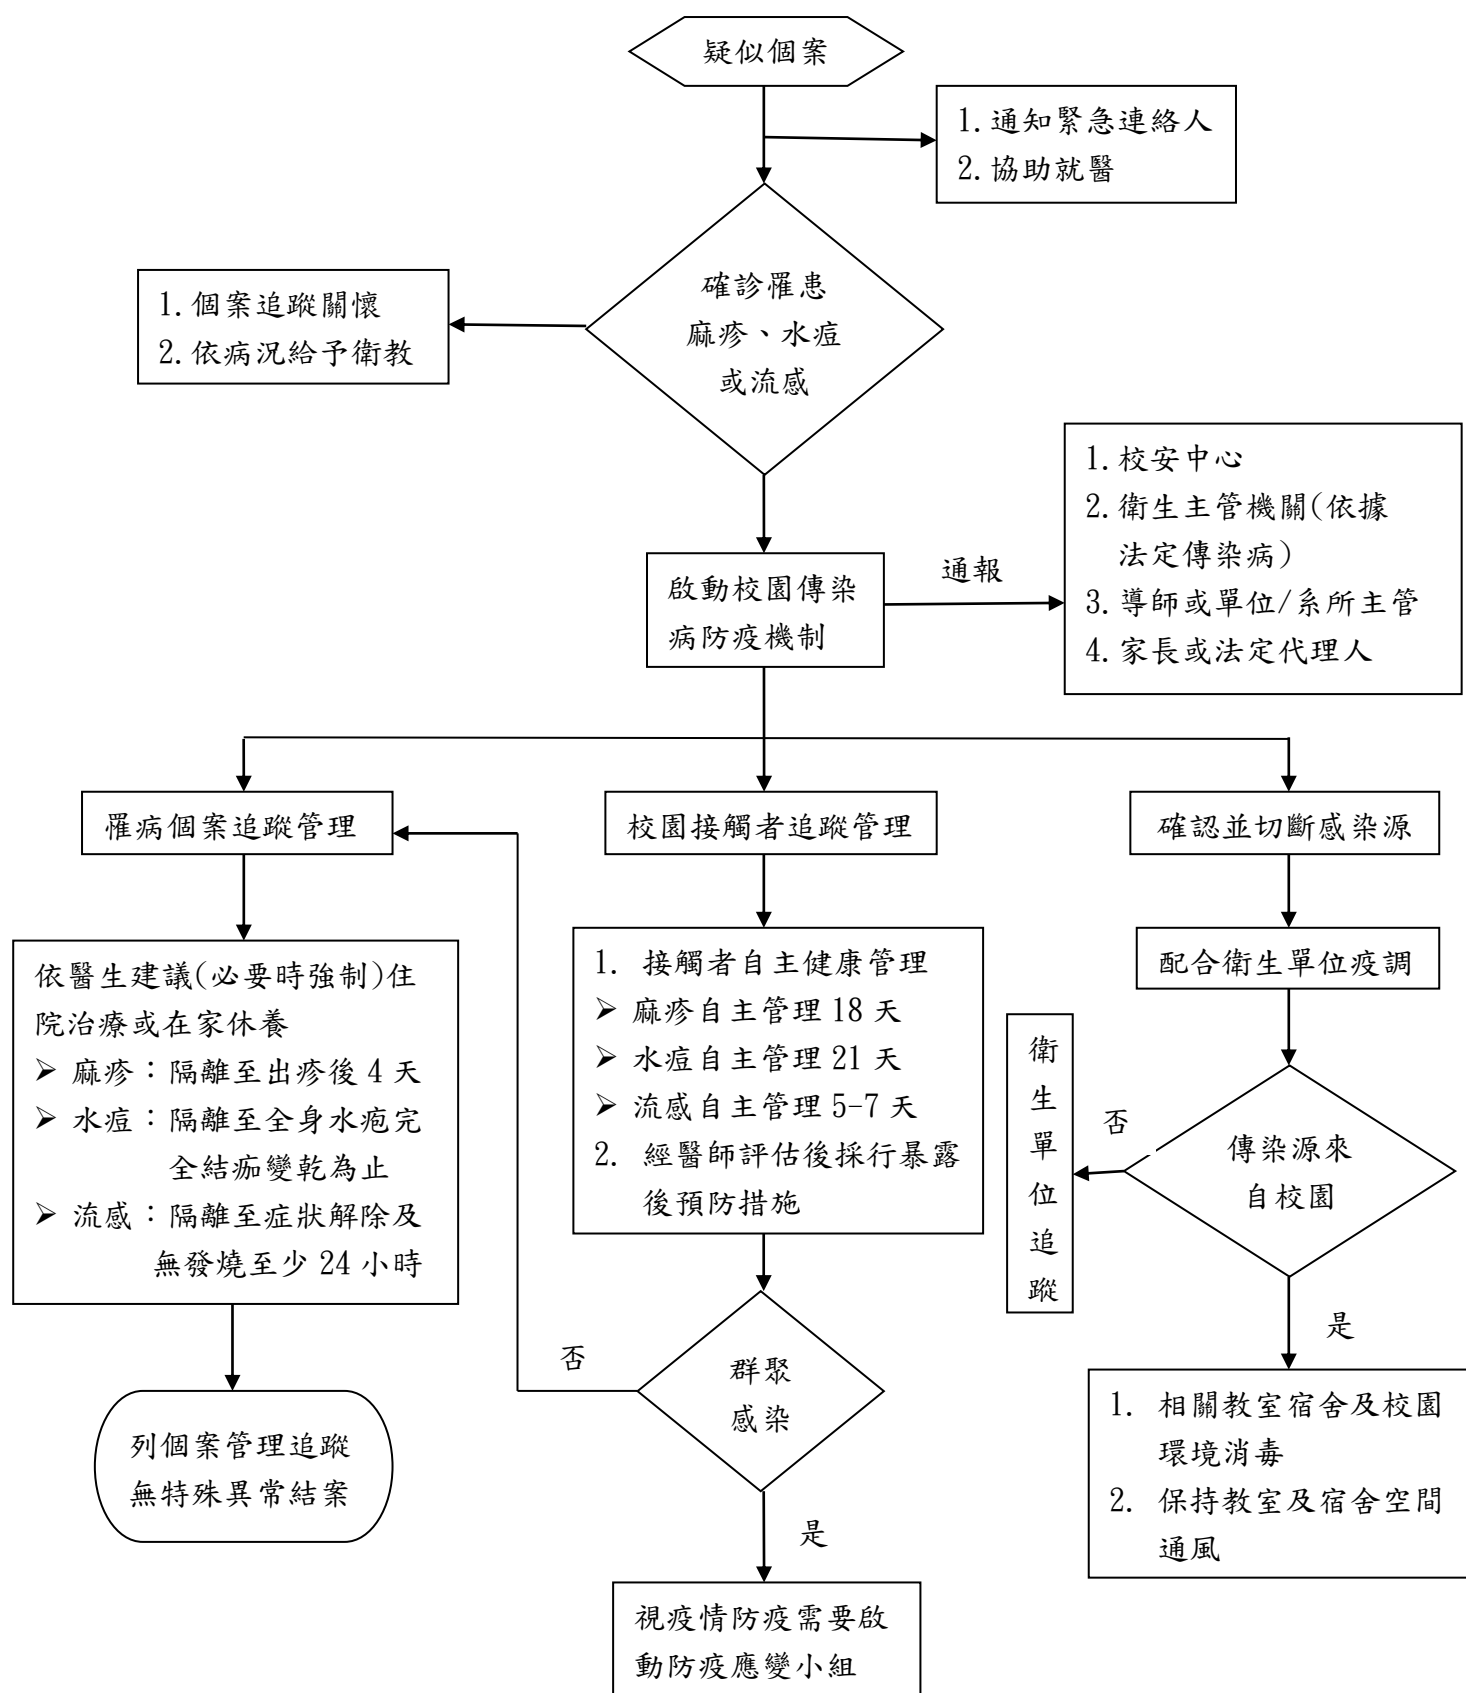 疑似個案
1.通知緊急連絡人
2.協助就醫
確診罹患
麻疹、水痘
或流感
1.個案追蹤關懷
2.依病況給予衛教
啟動校園傳染
病防疫機制
通報
1.校安中心
2.衛生主管機關(依據
法定傳染病)
3.導師或單位/系所主管
4.家長或法定代理人
罹病個案追蹤管理
依醫生建議(必要時強制)住
院治療或在家休養
➢ 麻疹：隔離至出疹後 4 天
➢ 水痘：隔離至全身水疱完
全結痂變乾為止
➢ 流感：隔離至症狀解除及
無發燒至少 24 小時
列個案管理追蹤
無特殊異常結案
校園接觸者追蹤管理
1. 接觸者自主健康管理
➢ 麻疹自主管理 18 天
➢ 水痘自主管理 21 天
➢ 流感自主管理 5-7 天
2. 經醫師評估後採行暴露
後預防措施
群聚
感染
否
是
視疫情防疫需要啟
動防疫應變小組
確認並切斷感染源
配合衛生單位疫調
傳染源來
自校園
否
衛生單位追蹤
是
1. 相關教室宿舍及校園
環境消毒
2. 保持教室及宿舍空間
通風